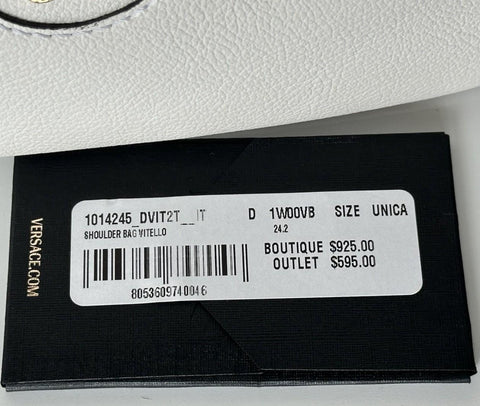 1014245_DVIT2T__IT D 1W00VB SIZE UNICA
SHOULDER BAG VITELLO 24.2
BOUTIQUE $925.00
OUTLET $595.00
8053609740046
VERSACE.COM